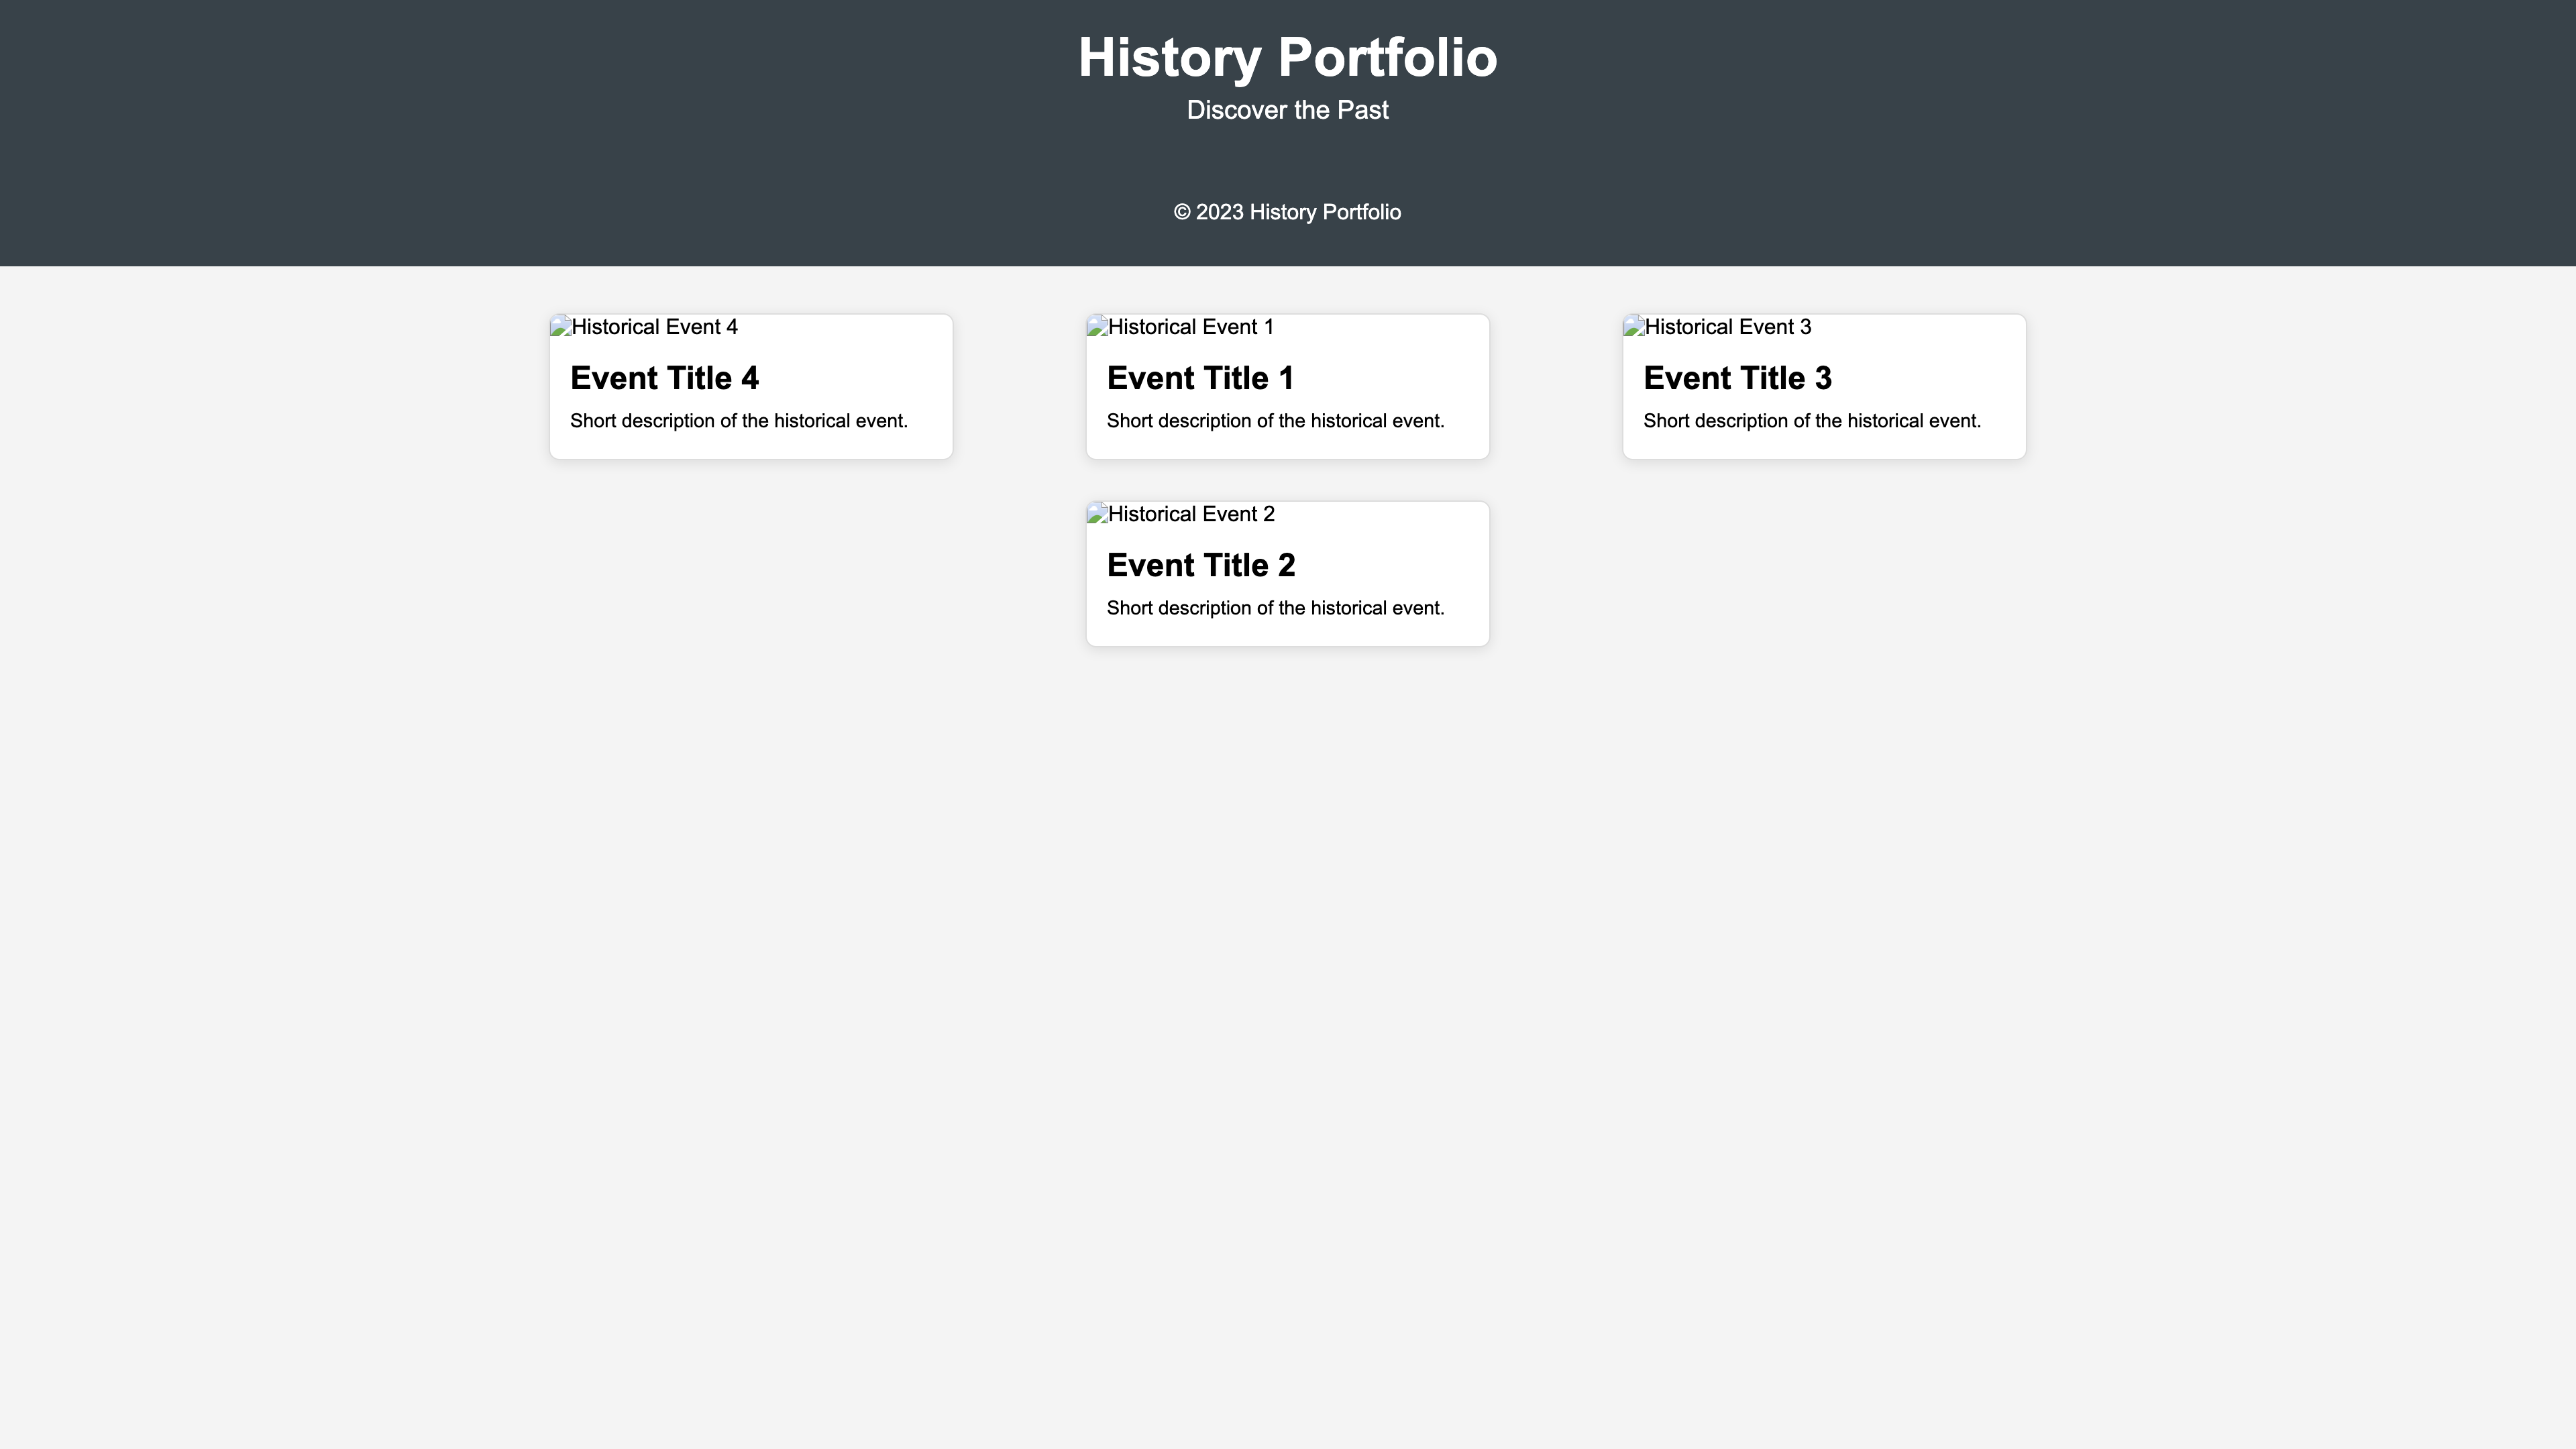 History Portfolio
Discover the Past
© 2023 History Portfolio
Historical Event 4
Event Title 4
Short description of the historical event.
Historical Event 1
Event Title 1
Short description of the historical event.
Historical Event 3
Event Title 3
Short description of the historical event.
Historical Event 2
Event Title 2
Short description of the historical event.